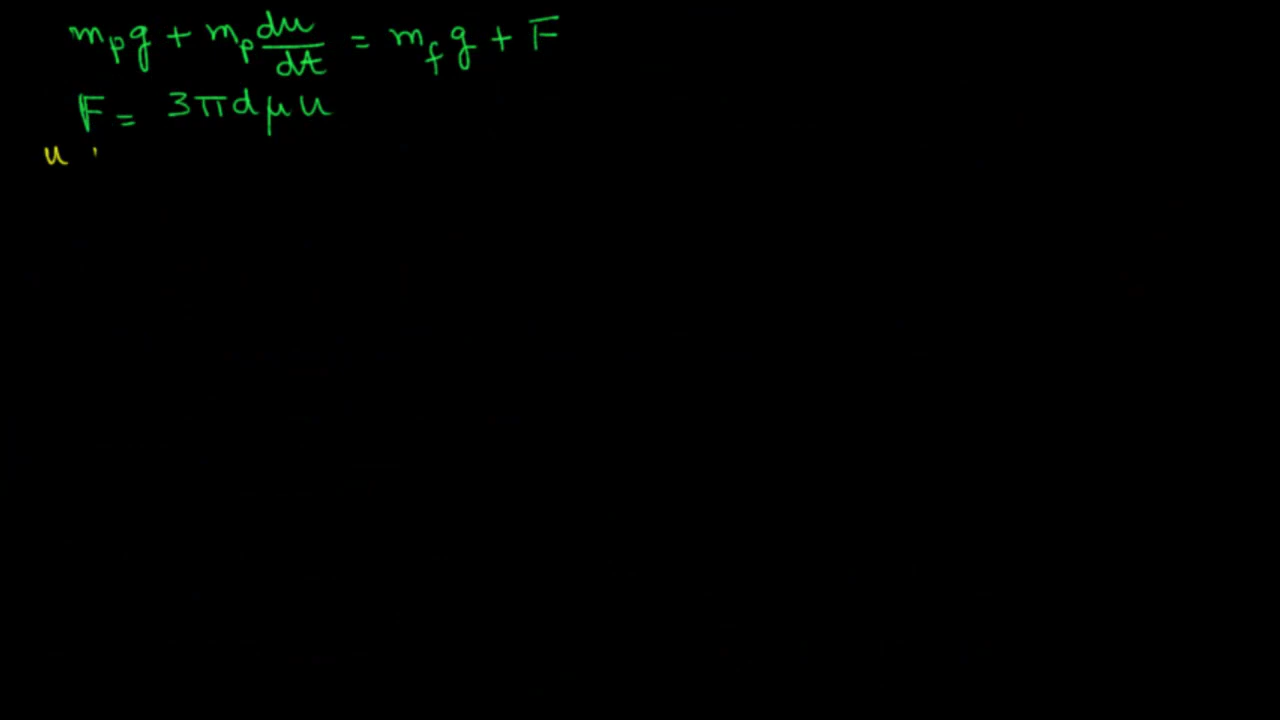 m_p g + m_p du/dt = m_f g + F
F = 3πdμu
u